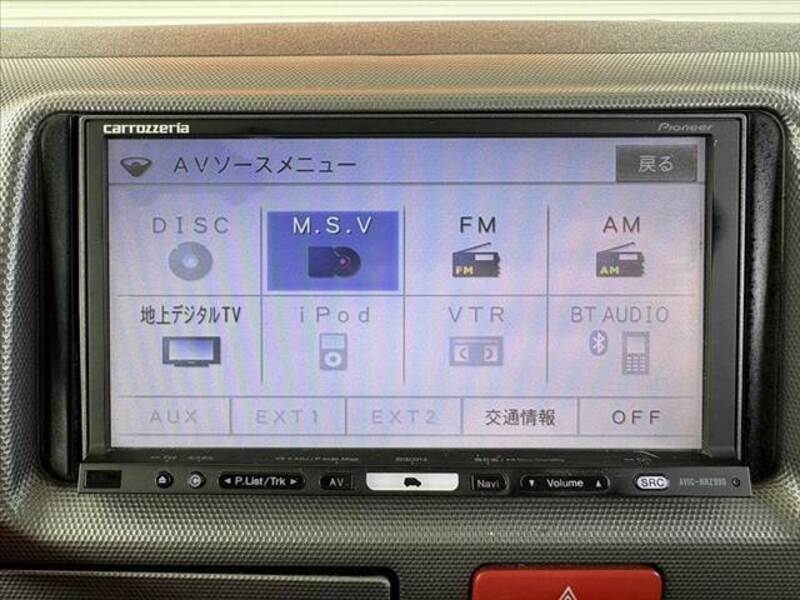 carrozzeria Pioneer
AVソースメニュー 戻る
DISC M.S.V FM AM
FM AM
地上デジタルTV iPod VTR BT AUDIO
AUX EXT1 EXT2 交通情報 OFF
◄ P.List/Trk ► AV Navi ▼ Volume ▲ SRC AVIC-HRZ990